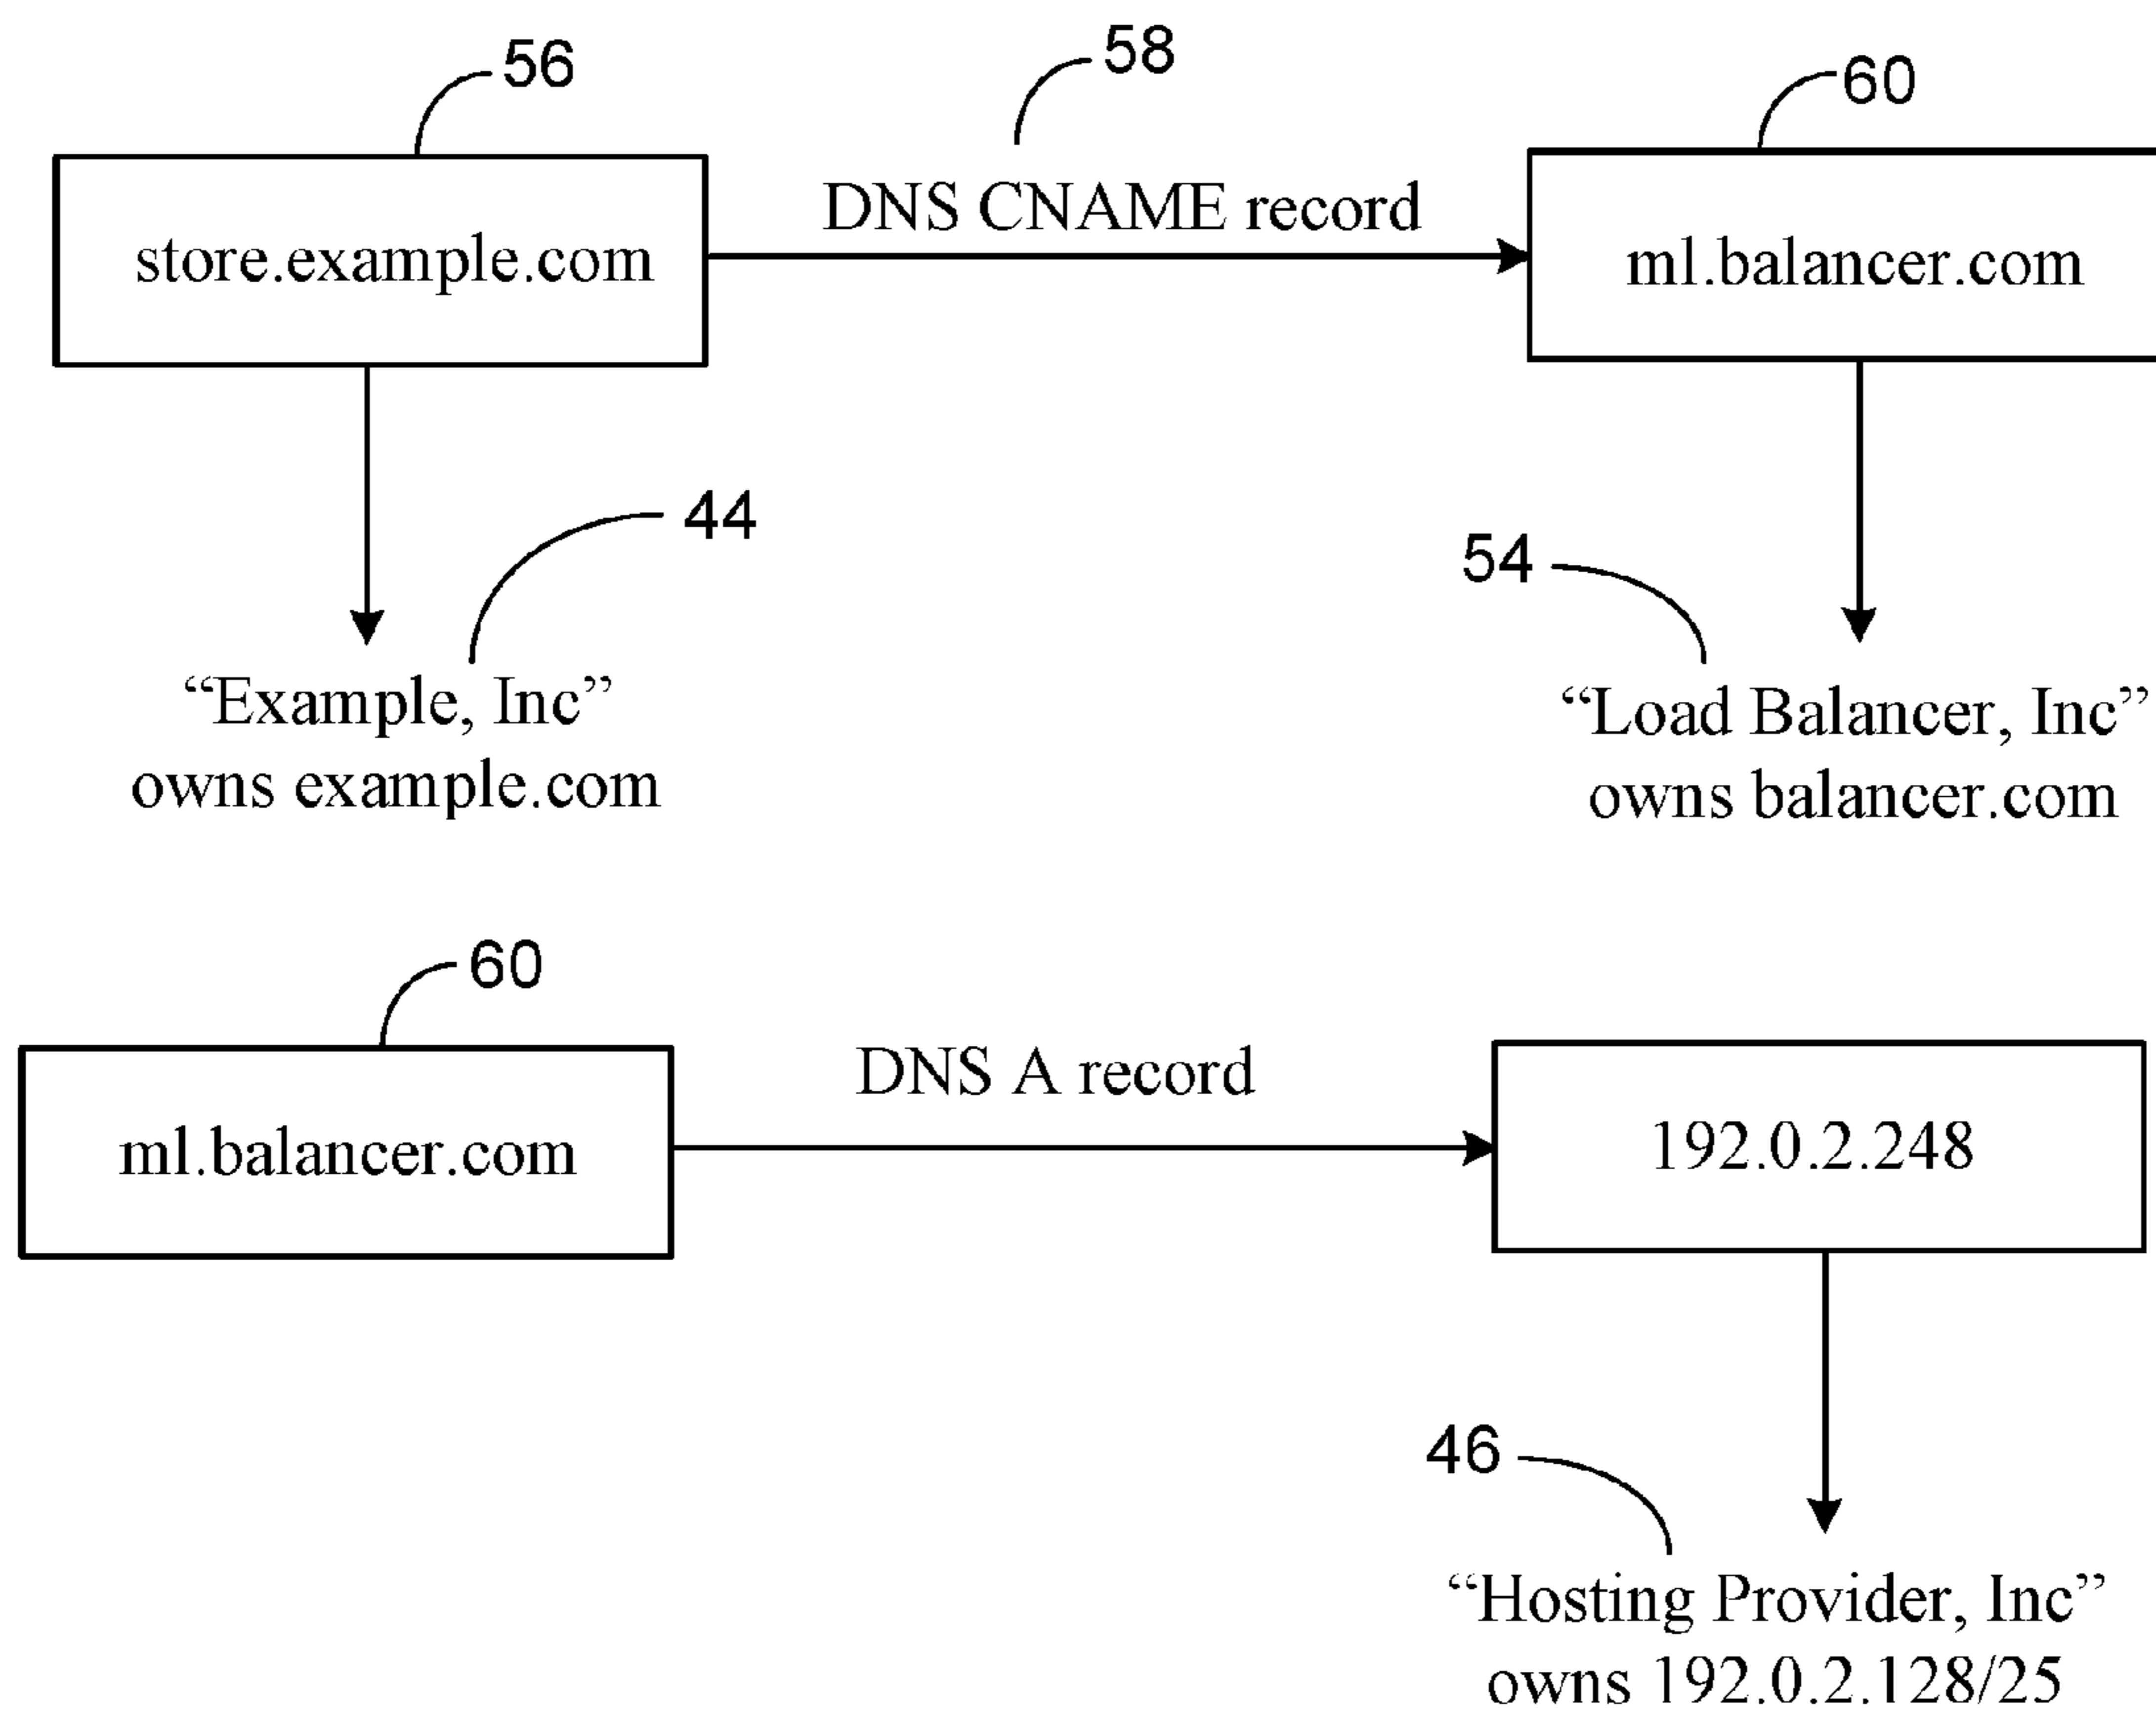 56
58
60
DNS CNAME record
store.example.com
ml.balancer.com
44
54
“Example, Inc”
owns example.com
“Load Balancer, Inc”
owns balancer.com
60
DNS A record
ml.balancer.com
192.0.2.248
46
“Hosting Provider, Inc”
owns 192.0.2.128/25